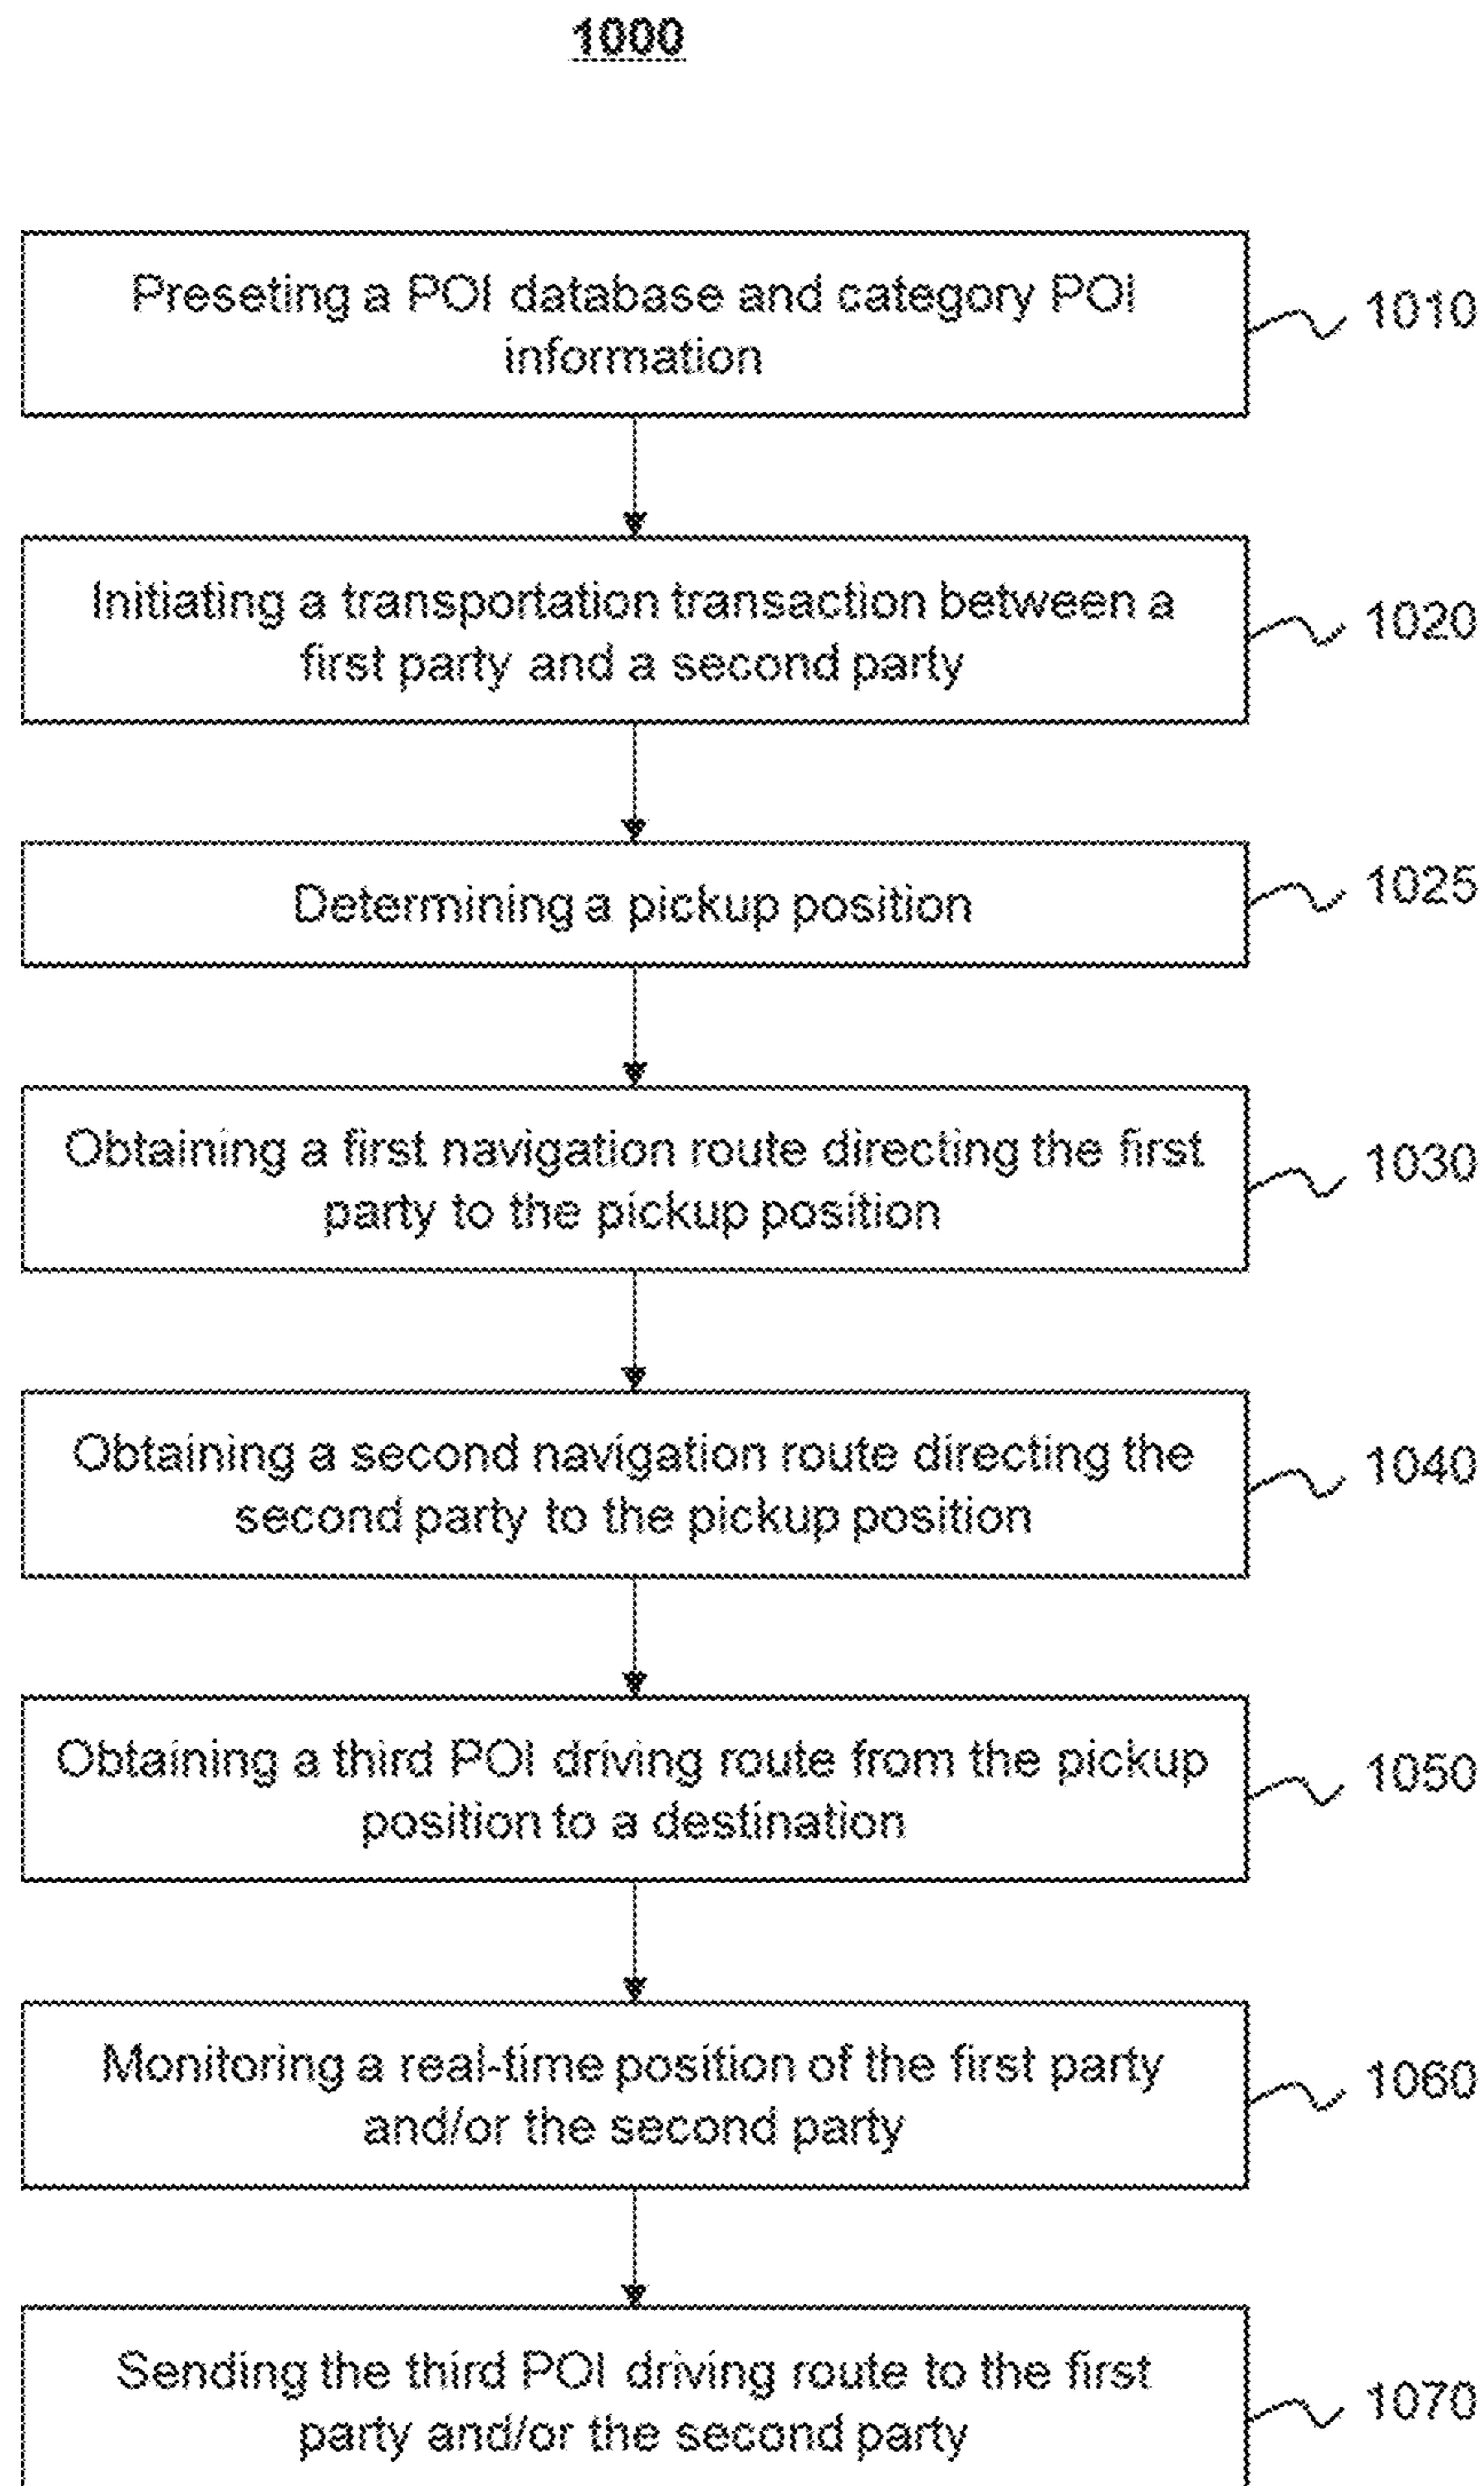 1000
Preseting a POI database and category POI
information
1010
Initiating a transportation transaction between a
first party and a second party
1020
Determining a pickup position
1025
Obtaining a first navigation route directing the first
party to the pickup position
1030
Obtaining a second navigation route directing the
second party to the pickup position
1040
Obtaining a third POI driving route from the pickup
position to a destination
1050
Monitoring a real-time position of the first party
and/or the second party
1060
Sending the third POI driving route to the first
party and/or the second party
1070